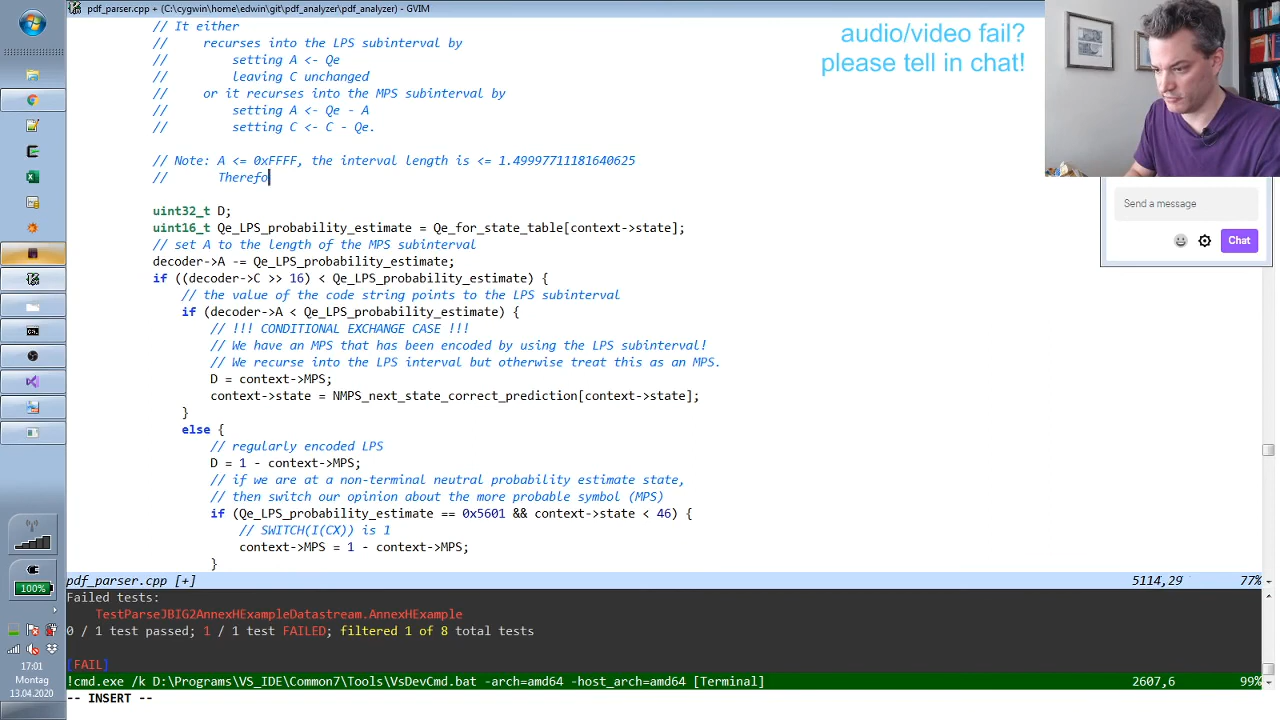 pdf_parser.cpp + (C:\cygwin\home\edwin\git\pdf_analyzer\pdf_analyzer) - GVIM
// It either
//     recurses into the LPS subinterval by
//         setting A <- Qe
//         leaving C unchanged
//     or it recurses into the MPS subinterval by
//         setting A <- Qe - A
//         setting C <- C - Qe.
// Note: A <= 0xFFFF, the interval length is <= 1.49997711181640625
//       Therefo
uint32_t D;
uint16_t Qe_LPS_probability_estimate = Qe_for_state_table[context->state];
// set A to the length of the MPS subinterval
decoder->A -= Qe_LPS_probability_estimate;
if ((decoder->C >> 16) < Qe_LPS_probability_estimate) {
// the value of the code string points to the LPS subinterval
if (decoder->A < Qe_LPS_probability_estimate) {
// !!! CONDITIONAL EXCHANGE CASE !!!
// We have an MPS that has been encoded by using the LPS subinterval!
// We recurse into the LPS interval but otherwise treat this as an MPS.
D = context->MPS;
context->state = NMPS_next_state_correct_prediction[context->state];
}
else {
// regularly encoded LPS
D = 1 - context->MPS;
// if we are at a non-terminal neutral probability estimate state,
// then switch our opinion about the more probable symbol (MPS)
if (Qe_LPS_probability_estimate == 0x5601 && context->state < 46) {
// SWITCH(I(CX)) is 1
context->MPS = 1 - context->MPS;
}
pdf_parser.cpp [+] 5114,29 77%
Failed tests:
TestParseJBIG2AnnexHExampleDatastream.AnnexHExample
0 / 1 test passed; 1 / 1 test FAILED; filtered 1 of 8 total tests
[FAIL]
!cmd.exe /k D:\Programs\VS_IDE\Common7\Tools\VsDevCmd.bat -arch=amd64 -host_arch=amd64 [Terminal] 2607,6 99%
-- INSERT --
audio/video fail?
please tell in chat!
Send a message
Chat
100%
17:01
Montag
13.04.2020